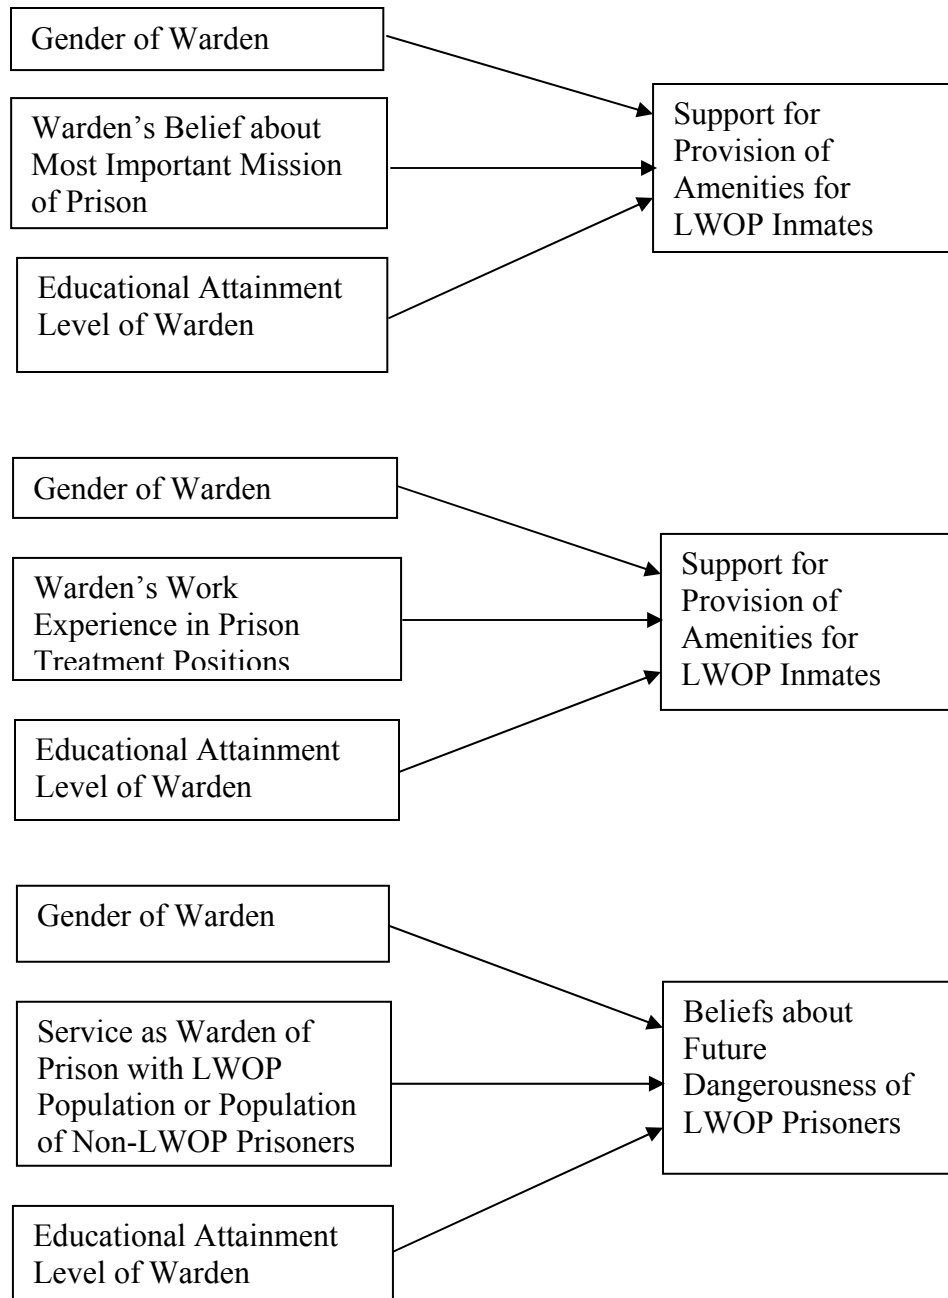 Gender of Warden
Warden’s Belief about
Most Important Mission
of Prison
Educational Attainment
Level of Warden
Support for
Provision of
Amenities for
LWOP Inmates
Gender of Warden
Warden’s Work
Experience in Prison
Treatment Positions
Educational Attainment
Level of Warden
Support for
Provision of
Amenities for
LWOP Inmates
Gender of Warden
Service as Warden of
Prison with LWOP
Population or Population
of Non-LWOP Prisoners
Educational Attainment
Level of Warden
Beliefs about
Future
Dangerousness of
LWOP Prisoners